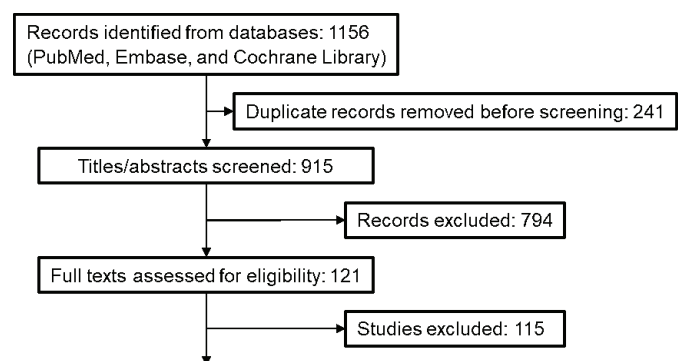 Records identified from databases: 1156
(PubMed, Embase, and Cochrane Library)
Duplicate records removed before screening: 241
Titles/abstracts screened: 915
Records excluded: 794
Full texts assessed for eligibility: 121
Studies excluded: 115